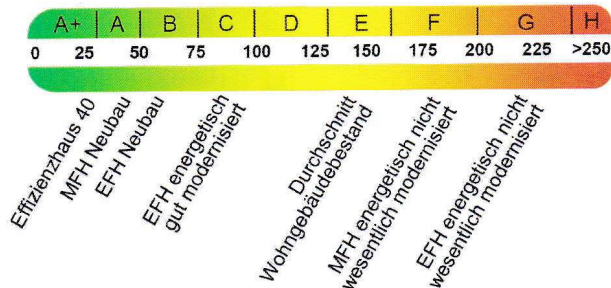 A+ A B C D E F G H
0 25 50 75 100 125 150 175 200 225 >250
Effizienzhaus 40
MFH Neubau
EFH Neubau
EFH energetisch
gut modernisiert
Durchschnitt
Wohngebäudebestand
MFH energetisch nicht
wesentlich modernisiert
EFH energetisch nicht
wesentlich modernisiert